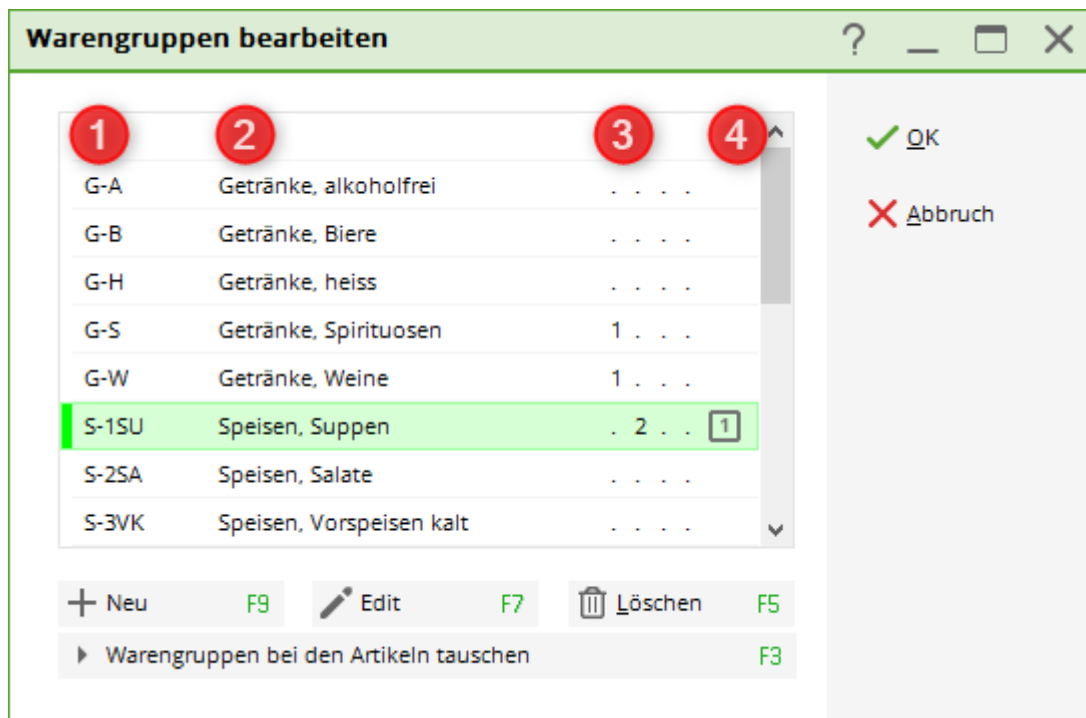 Warengruppen bearbeiten ?
1 2 3 4
OK
G-A Getränke, alkoholfrei . . . .
Abbruch
G-B Getränke, Biere . . . .
G-H Getränke, heiss . . . .
G-S Getränke, Spirituosen 1 . . .
G-W Getränke, Weine 1 . . .
S-1SU Speisen, Suppen . 2 . . 1
S-2SA Speisen, Salate . . . .
S-3VK Speisen, Vorspeisen kalt . . . .
Neu F9 Edit F7 Löschen F5
Warengruppen bei den Artikeln tauschen F3